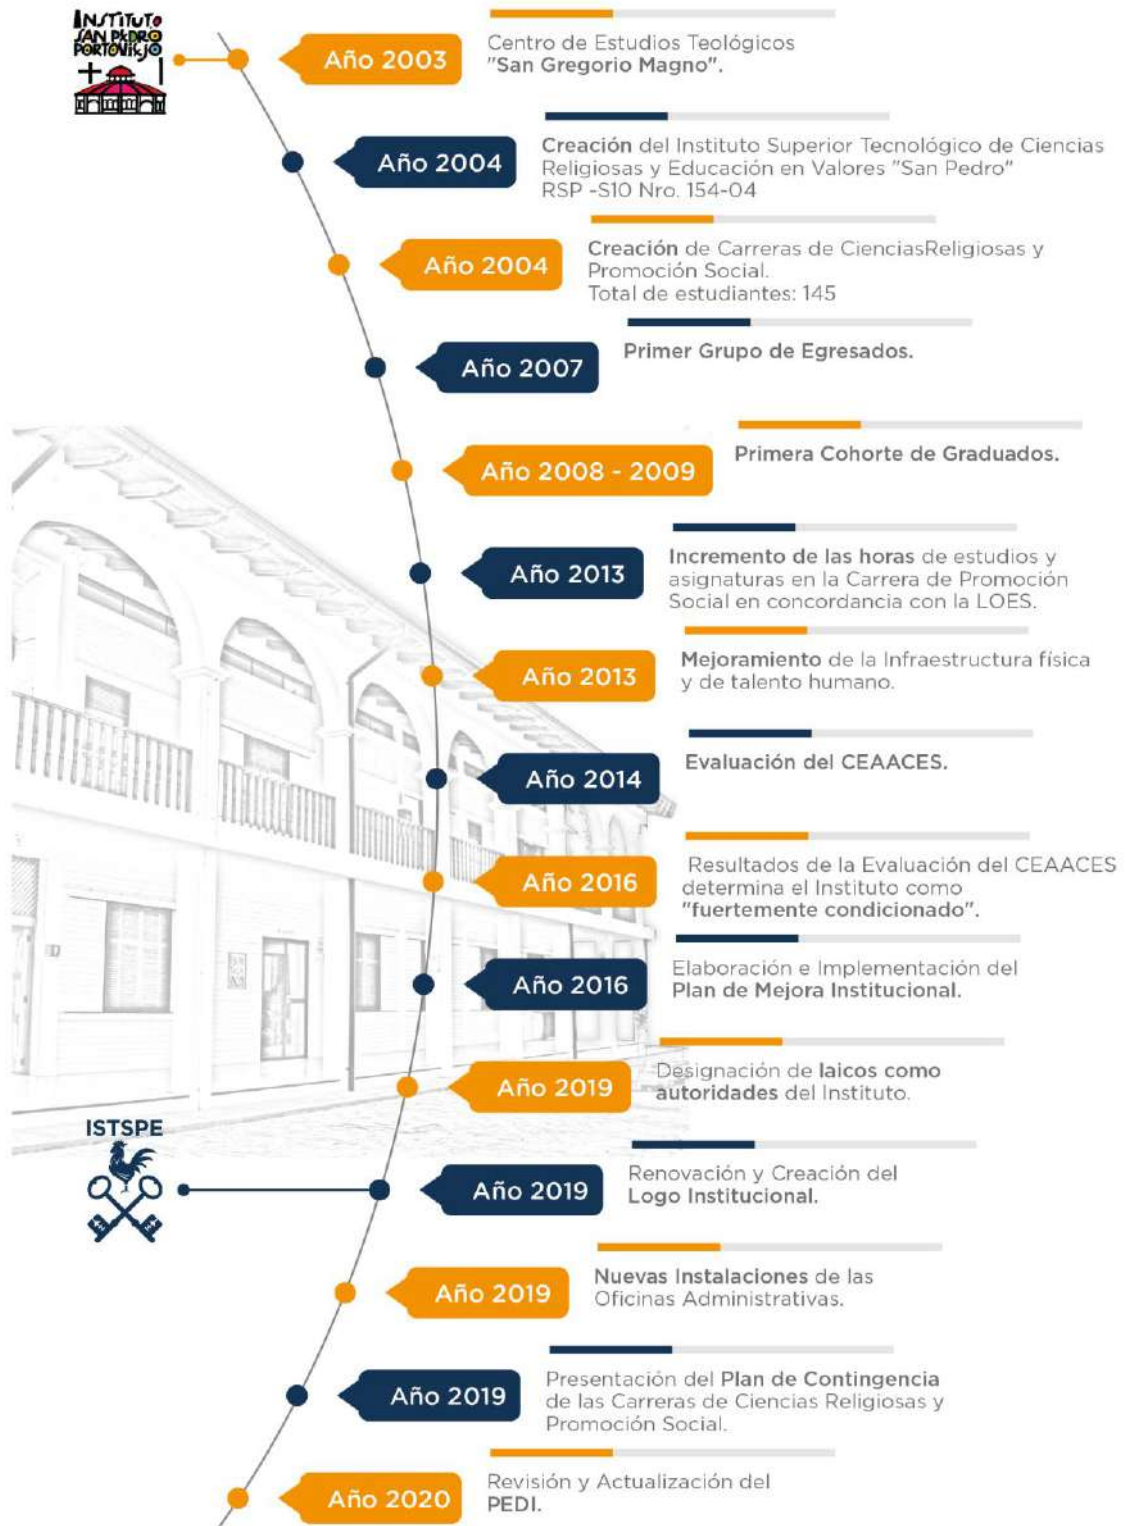 INSTITUTO
SAN PEDRO
PORTOVIEJO
Año 2003
Centro de Estudios Teológicos
"San Gregorio Magno".
Año 2004
Creación del Instituto Superior Tecnológico de Ciencias
Religiosas y Educación en Valores "San Pedro"
RSP -S10 Nro. 154-04
Año 2004
Creación de Carreras de CienciasReligiosas y
Promoción Social.
Total de estudiantes: 145
Año 2007
Primer Grupo de Egresados.
Año 2008 - 2009
Primera Cohorte de Graduados.
Año 2013
Incremento de las horas de estudios y
asignaturas en la Carrera de Promoción
Social en concordancia con la LOES.
Año 2013
Mejoramiento de la Infraestructura física
y de talento humano.
Año 2014
Evaluación del CEAACES.
Año 2016
Resultados de la Evaluación del CEAACES
determina el Instituto como
"fuertemente condicionado".
Año 2016
Elaboración e Implementación del
Plan de Mejora Institucional.
Año 2019
Designación de laicos como
autoridades del Instituto.
ISTSPE
Año 2019
Renovación y Creación del
Logo Institucional.
Año 2019
Nuevas Instalaciones de las
Oficinas Administrativas.
Año 2019
Presentación del Plan de Contingencia
de las Carreras de Ciencias Religiosas y
Promoción Social.
Año 2020
Revisión y Actualización del
PEDI.